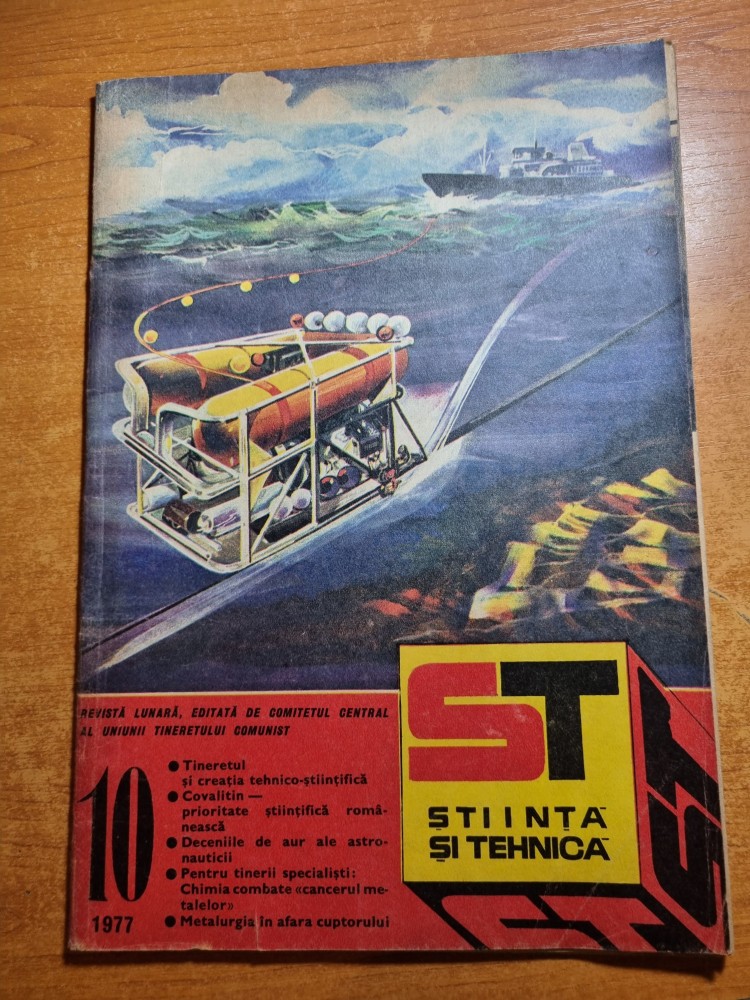 REVISTĂ LUNARĂ, EDITATĂ DE COMITETUL CENTRAL
AL UNIUNII TINERETULUI COMUNIST
10
1977
● Tineretul
și creația tehnico-științifică
● Covalitin —
prioritate științifică româ-
nească
● Deceniile de aur ale astro-
nauticii
● Pentru tinerii specialiști:
Chimia combate «cancerul me-
talelor»
● Metalurgia în afara cuptorului
ST
ȘTIINȚĂ
ȘI TEHNICĂ
ST
ST